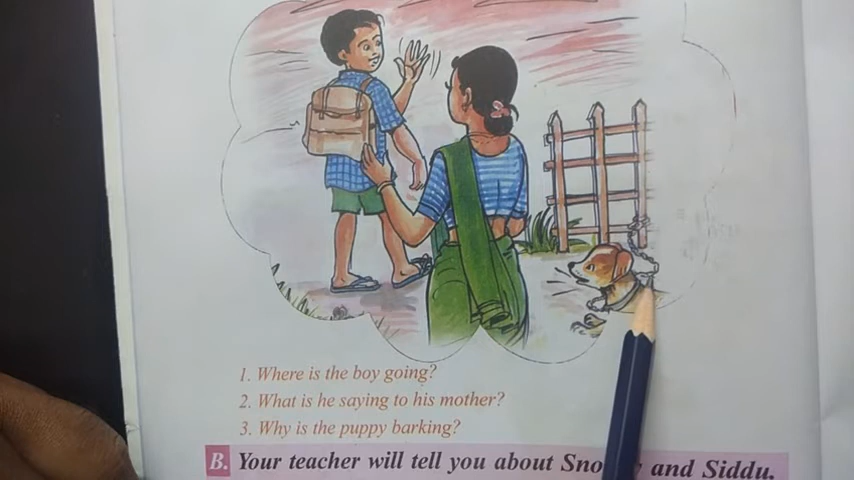 1. Where is the boy going?
2. What is he saying to his mother?
3. Why is the puppy barking?
B. Your teacher will tell you about and Siddu.